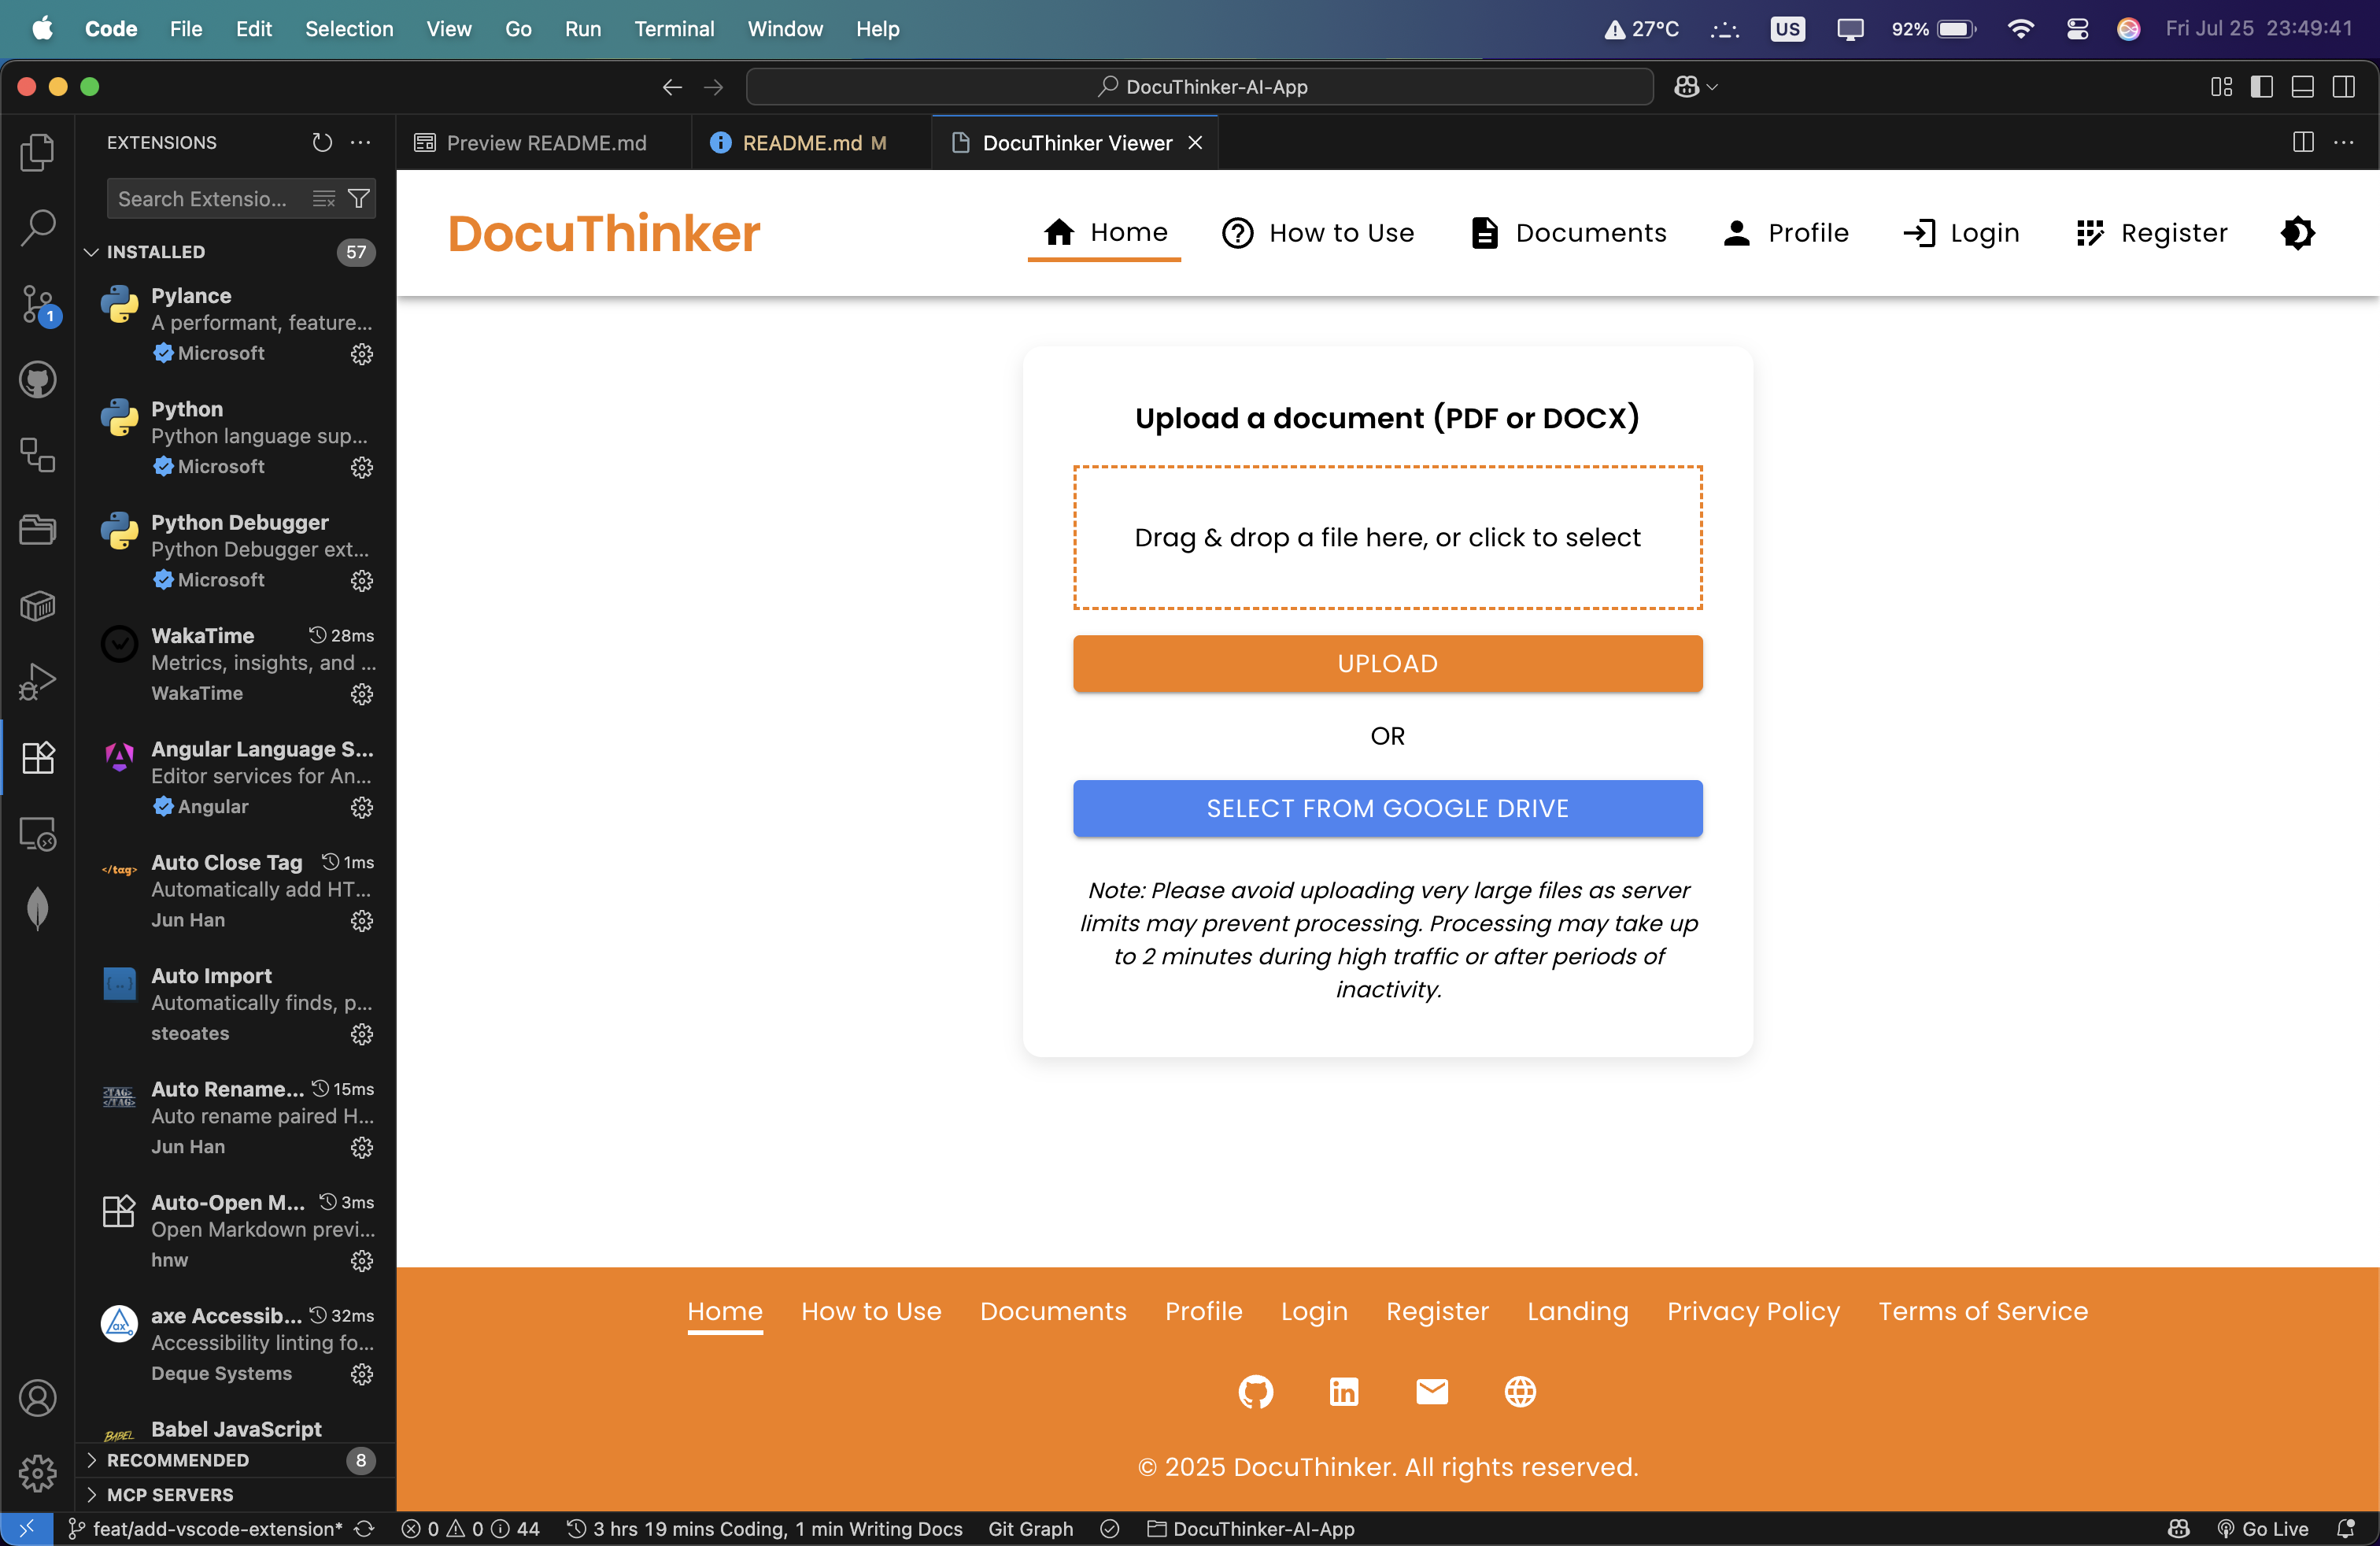 Code File Edit Selection View Go Run Terminal Window Help
27°C US 92% Fri Jul 25 23:49:41
DocuThinker-AI-App
EXTENSIONS
Preview README.md
README.md M
DocuThinker Viewer
Search Extensio...
INSTALLED 57
Pylance
A performant, feature...
Microsoft
Python
Python language sup...
Microsoft
Python Debugger
Python Debugger ext...
Microsoft
WakaTime 28ms
Metrics, insights, and ...
WakaTime
Angular Language S...
Editor services for An...
Angular
</tag>
Auto Close Tag 1ms
Automatically add HT...
Jun Han
Auto Import
Automatically finds, p...
steoates
<TAG>
</TAG>
Auto Rename... 15ms
Auto rename paired H...
Jun Han
Auto-Open M... 3ms
Open Markdown previ...
hnw
ax
axe Accessib... 32ms
Accessibility linting fo...
Deque Systems
BABEL
Babel JavaScript
RECOMMENDED 8
MCP SERVERS
1
DocuThinker
Home How to Use Documents Profile Login Register
Upload a document (PDF or DOCX)
Drag & drop a file here, or click to select
UPLOAD
OR
SELECT FROM GOOGLE DRIVE
Note: Please avoid uploading very large files as server
limits may prevent processing. Processing may take up
to 2 minutes during high traffic or after periods of
inactivity.
Home How to Use Documents Profile Login Register Landing Privacy Policy Terms of Service
in
© 2025 DocuThinker. All rights reserved.
feat/add-vscode-extension* 0 0 44 3 hrs 19 mins Coding, 1 min Writing Docs Git Graph DocuThinker-AI-App Go Live